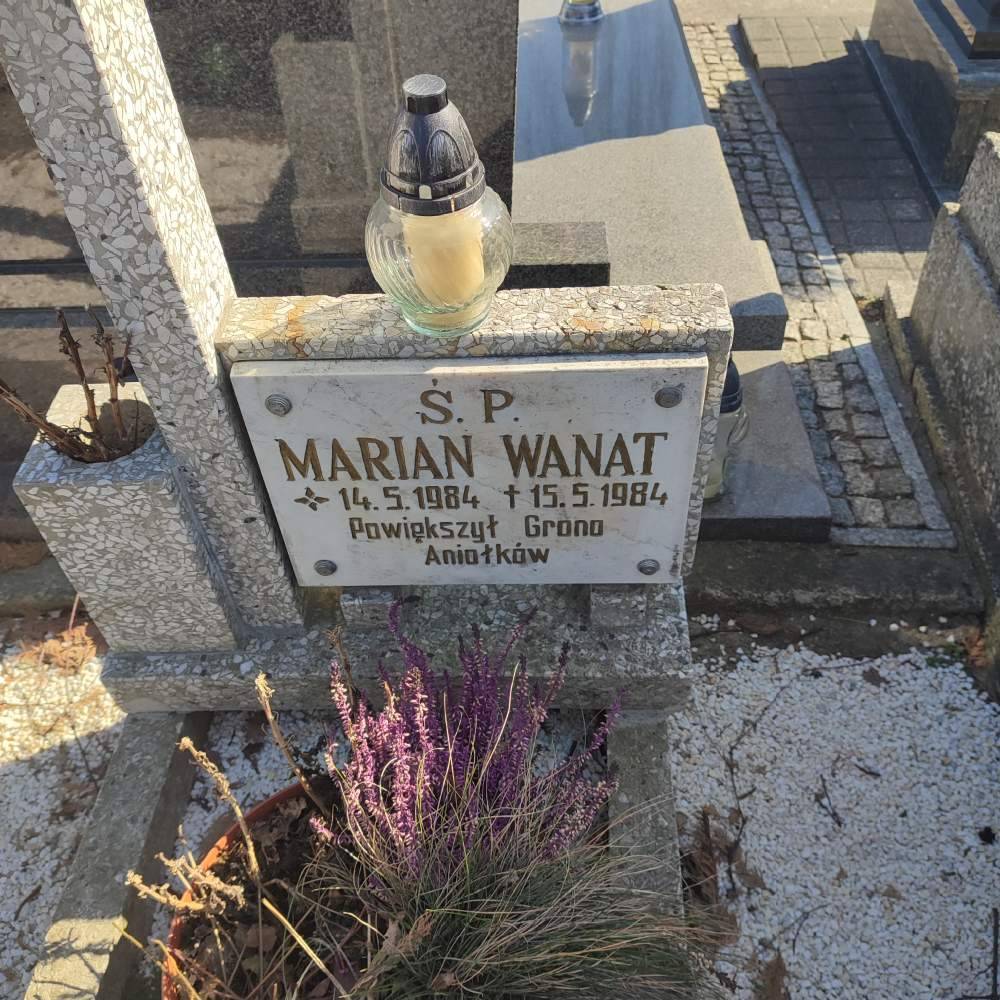 Ś. P.
MARIAN WANAT
14.5.1984 † 15.5.1984
Powiększył Grono
Aniołków